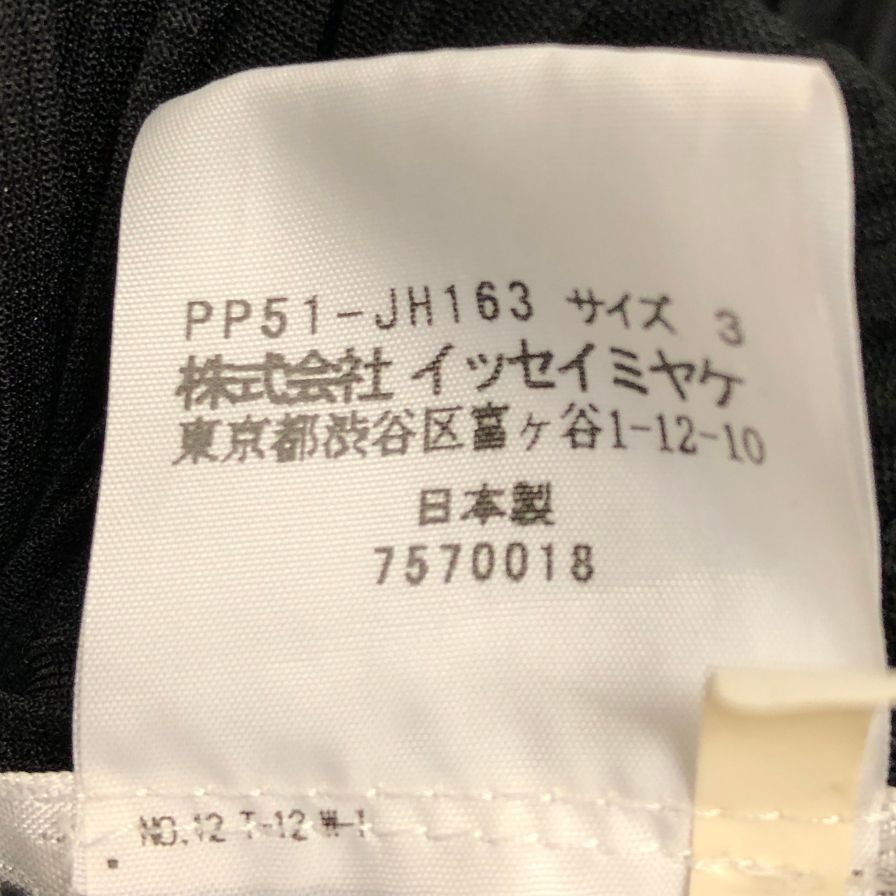 PP51-JH163 サイズ 3
株式会社 イッセイミヤケ
東京都渋谷区富ヶ谷1-12-10
日本製
7570018
NO.12 T-12 W-1